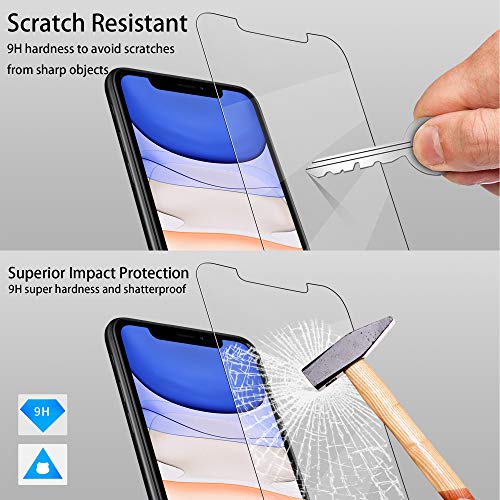 Scratch Resistant
9H hardness to avoid scratches
from sharp objects.
Superior Impact Protection
9H super hardness and shatterproof
9H